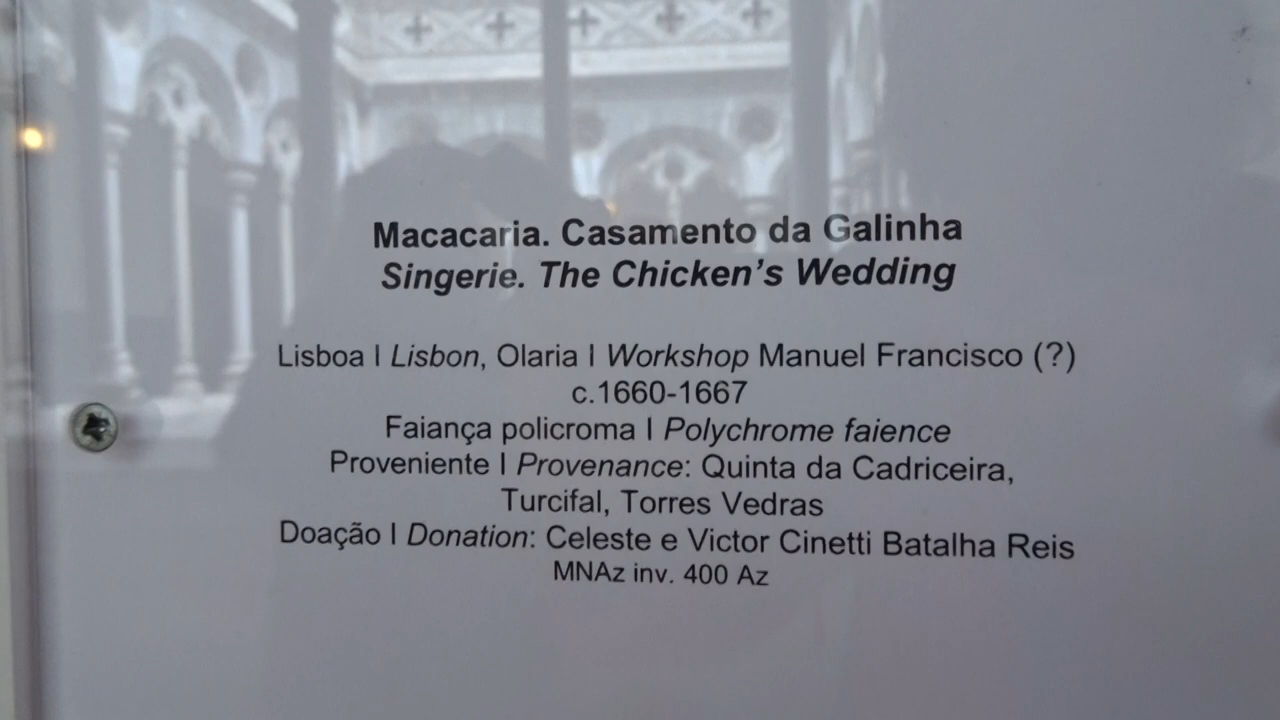 Macacaria. Casamento da Galinha
Singerie. The Chicken's Wedding
Lisboa | Lisbon, Olaria | Workshop Manuel Francisco (?)
c.1660-1667
Faiança policroma | Polychrome faience
Proveniente | Provenance: Quinta da Cadriceira,
Turcifal, Torres Vedras
Doação | Donation: Celeste e Victor Cinetti Batalha Reis
MNAz inv. 400 Az